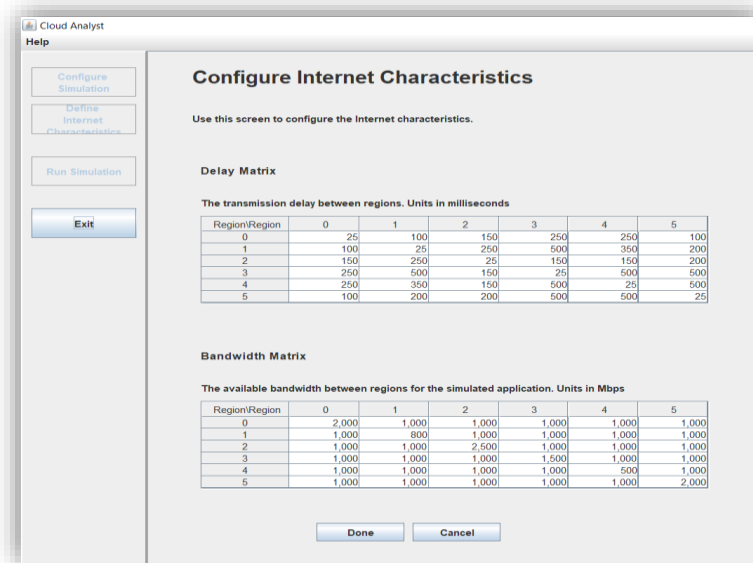 Cloud Analyst
Help
Configure
Simulation
Define
Internet
Characteristics
Run Simulation
Exit
Configure Internet Characteristics
Use this screen to configure the Internet characteristics.
Delay Matrix
The transmission delay between regions. Units in milliseconds
Region\Region 0 1 2 3 4 5
0 25 100 150 250 250 100
1 100 25 250 500 350 200
2 150 250 25 150 150 200
3 250 500 150 25 500 500
4 250 350 150 500 25 500
5 100 200 200 500 500 25
Bandwidth Matrix
The available bandwidth between regions for the simulated application. Units in Mbps
Region\Region 0 1 2 3 4 5
0 2,000 1,000 1,000 1,000 1,000 1,000
1 1,000 800 1,000 1,000 1,000 1,000
2 1,000 1,000 2,500 1,000 1,000 1,000
3 1,000 1,000 1,000 1,500 1,000 1,000
4 1,000 1,000 1,000 1,000 500 1,000
5 1,000 1,000 1,000 1,000 1,000 2,000
Done Cancel